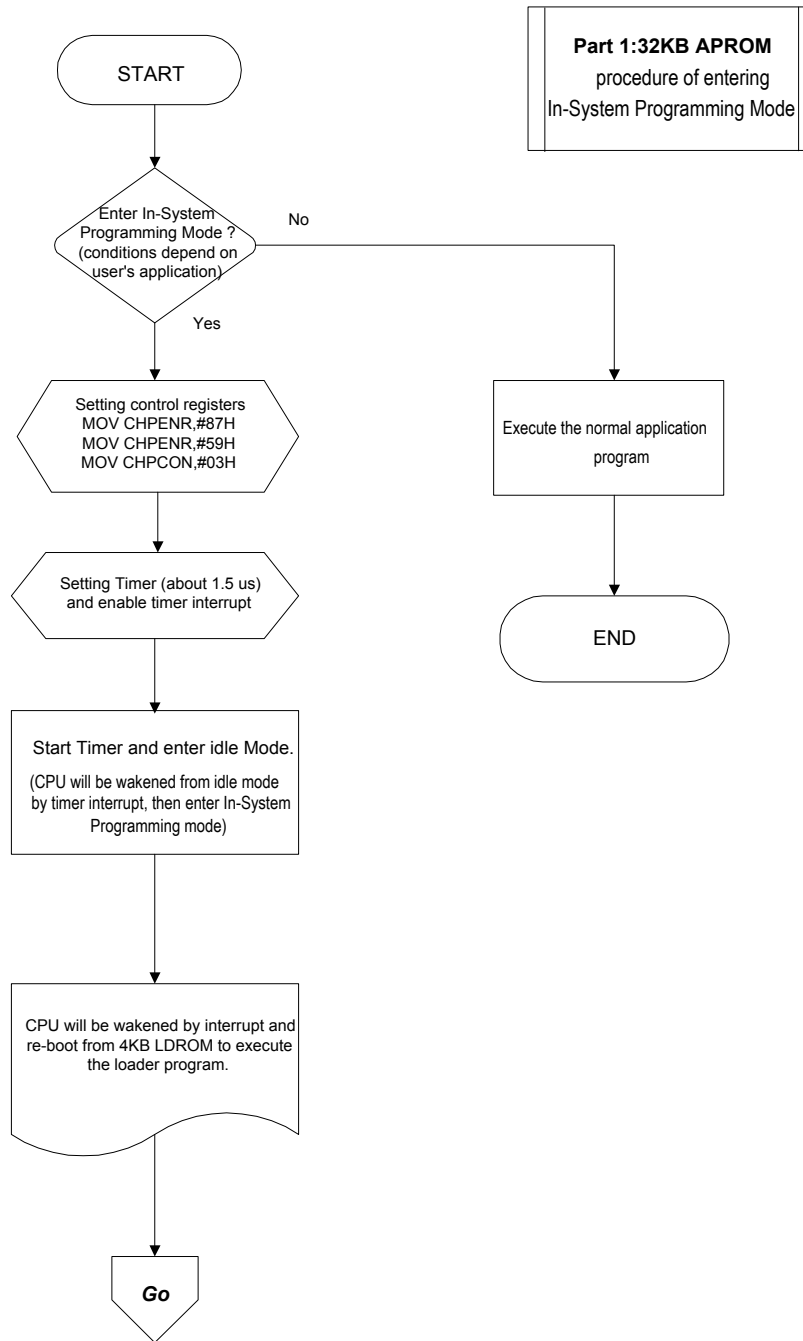 Part 1:32KB APROM
procedure of entering
In-System Programming Mode
START
Enter In-System
Programming Mode ?
(conditions depend on
user's application)
No
Yes
Setting control registers
MOV CHPENR,#87H
MOV CHPENR,#59H
MOV CHPCON,#03H
Execute the normal application
program
Setting Timer (about 1.5 us)
and enable timer interrupt
END
Start Timer and enter idle Mode.
(CPU will be wakened from idle mode
by timer interrupt, then enter In-System
Programming mode)
CPU will be wakened by interrupt and
re-boot from 4KB LDROM to execute
the loader program.
Go